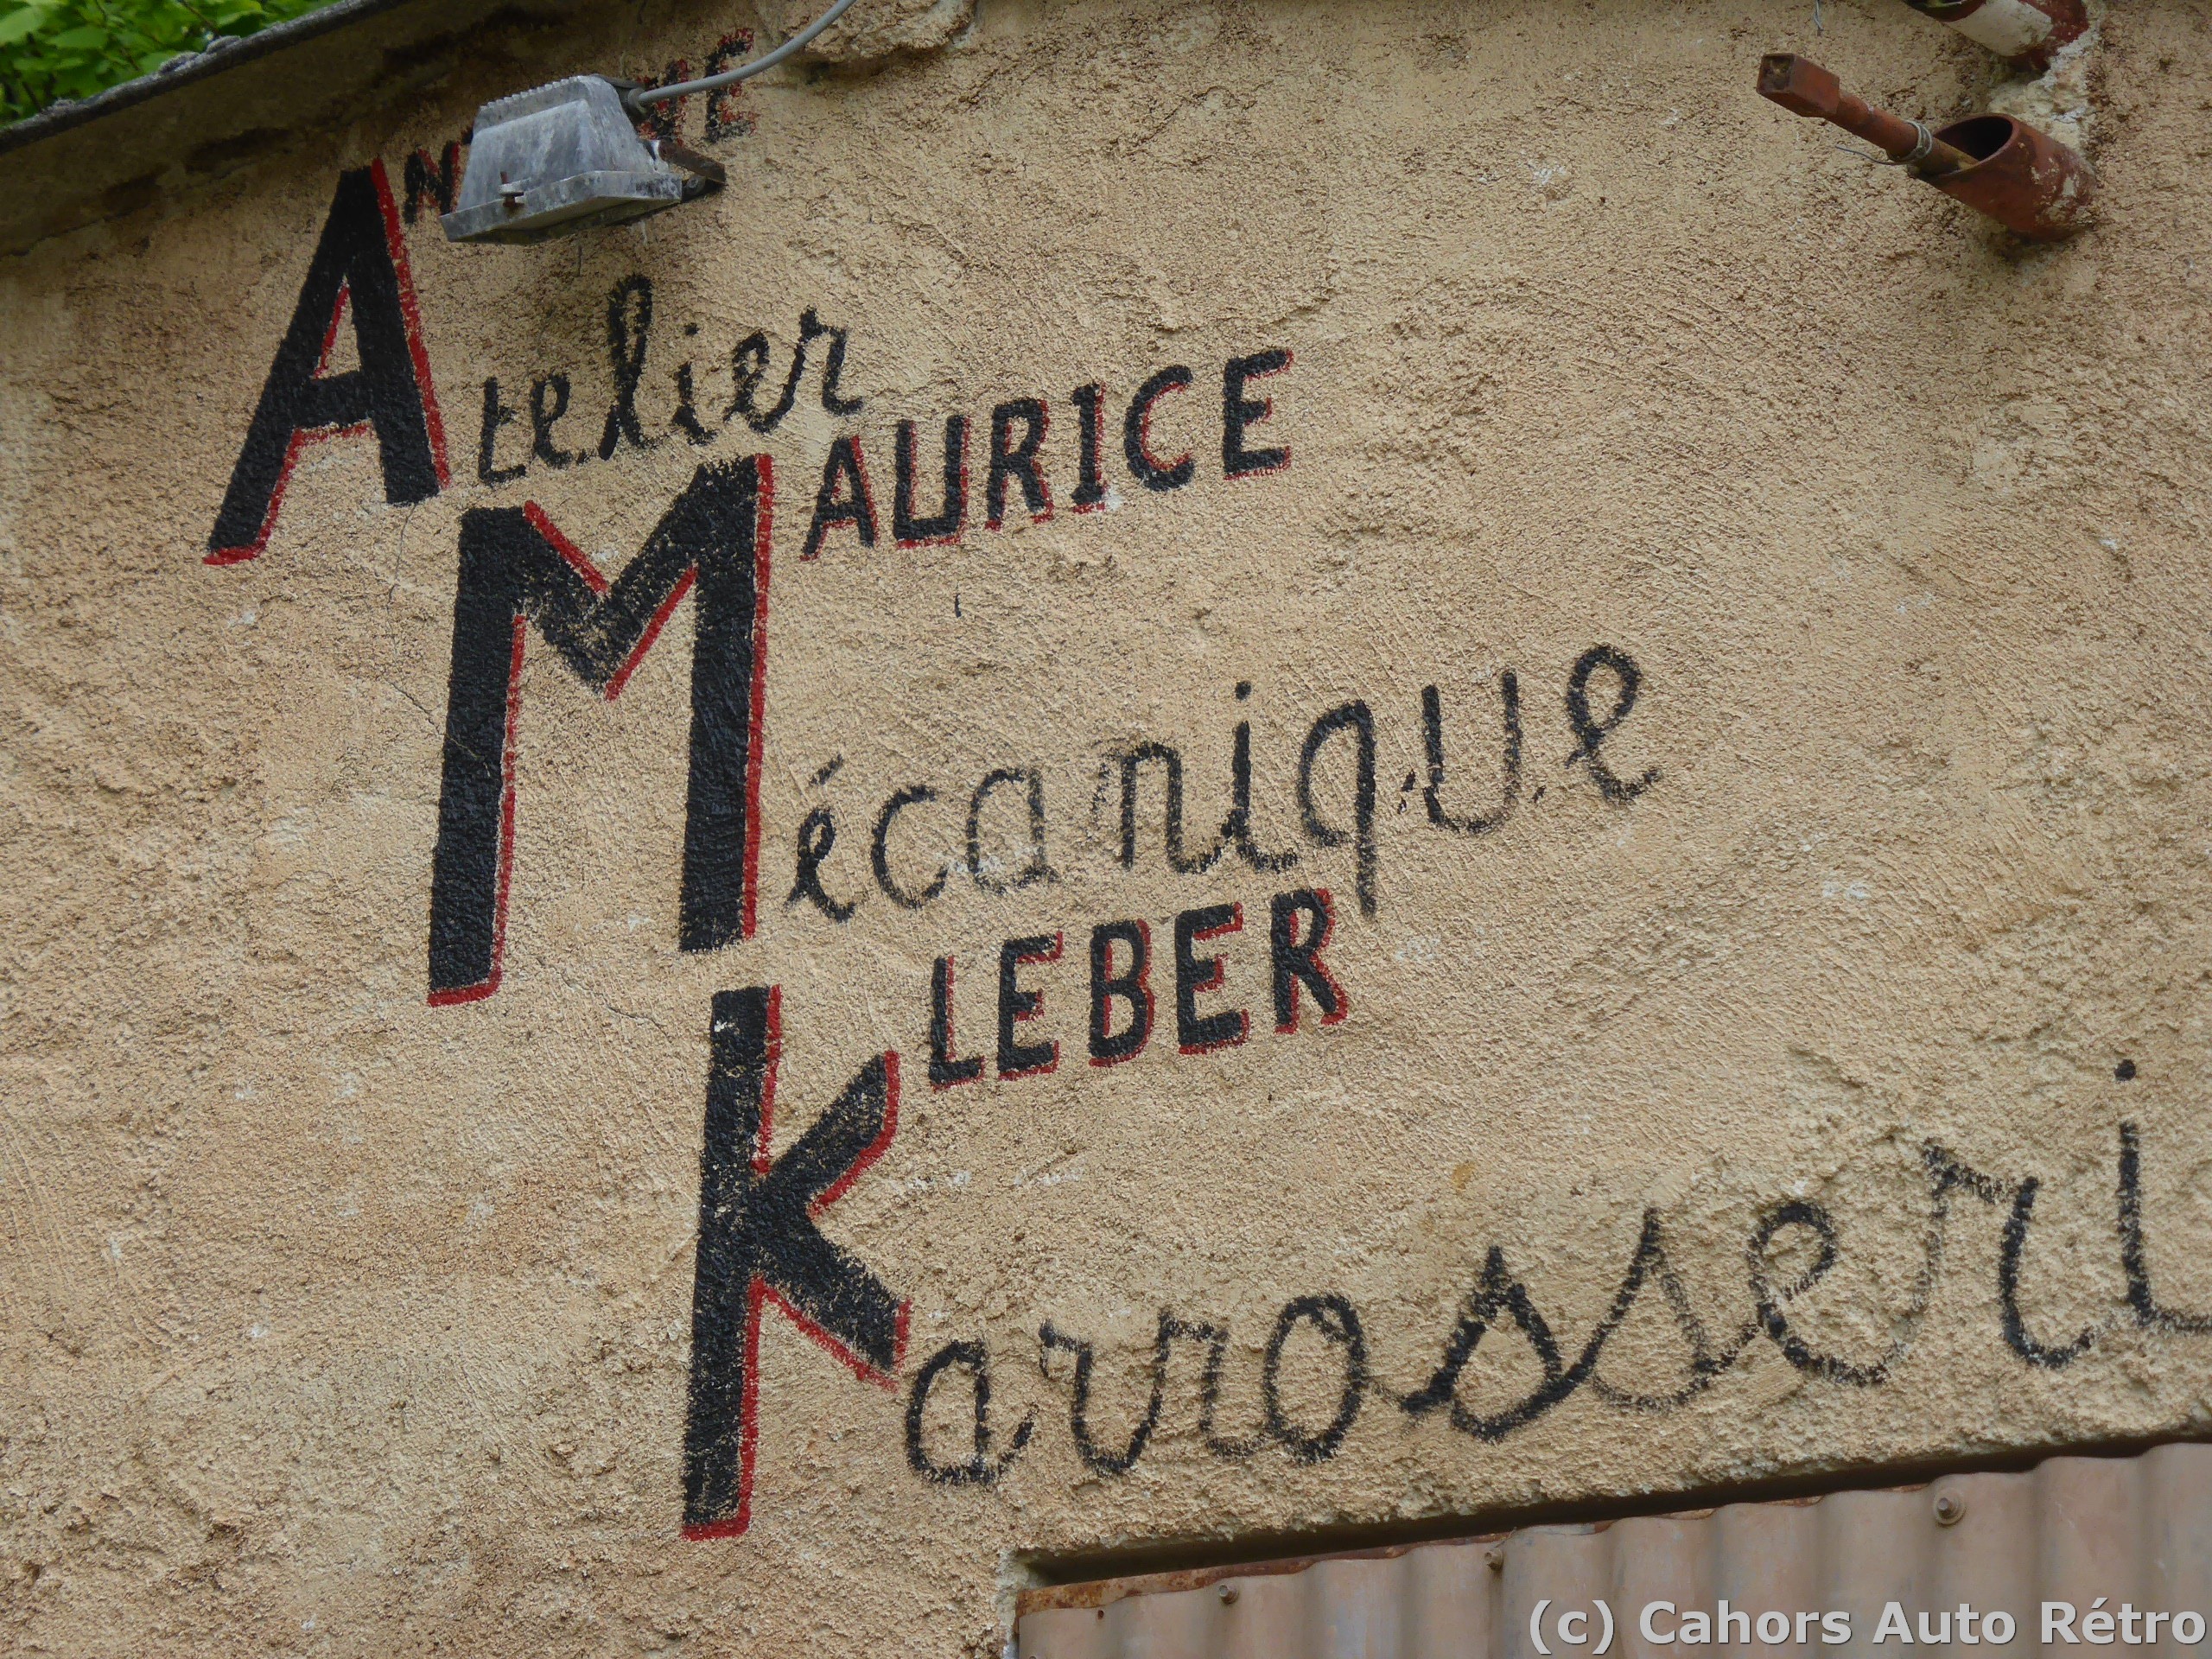 Atelier
MAURICE
Mécanique
KLEBER
Karrosseri
(c) Cahors Auto Rétro